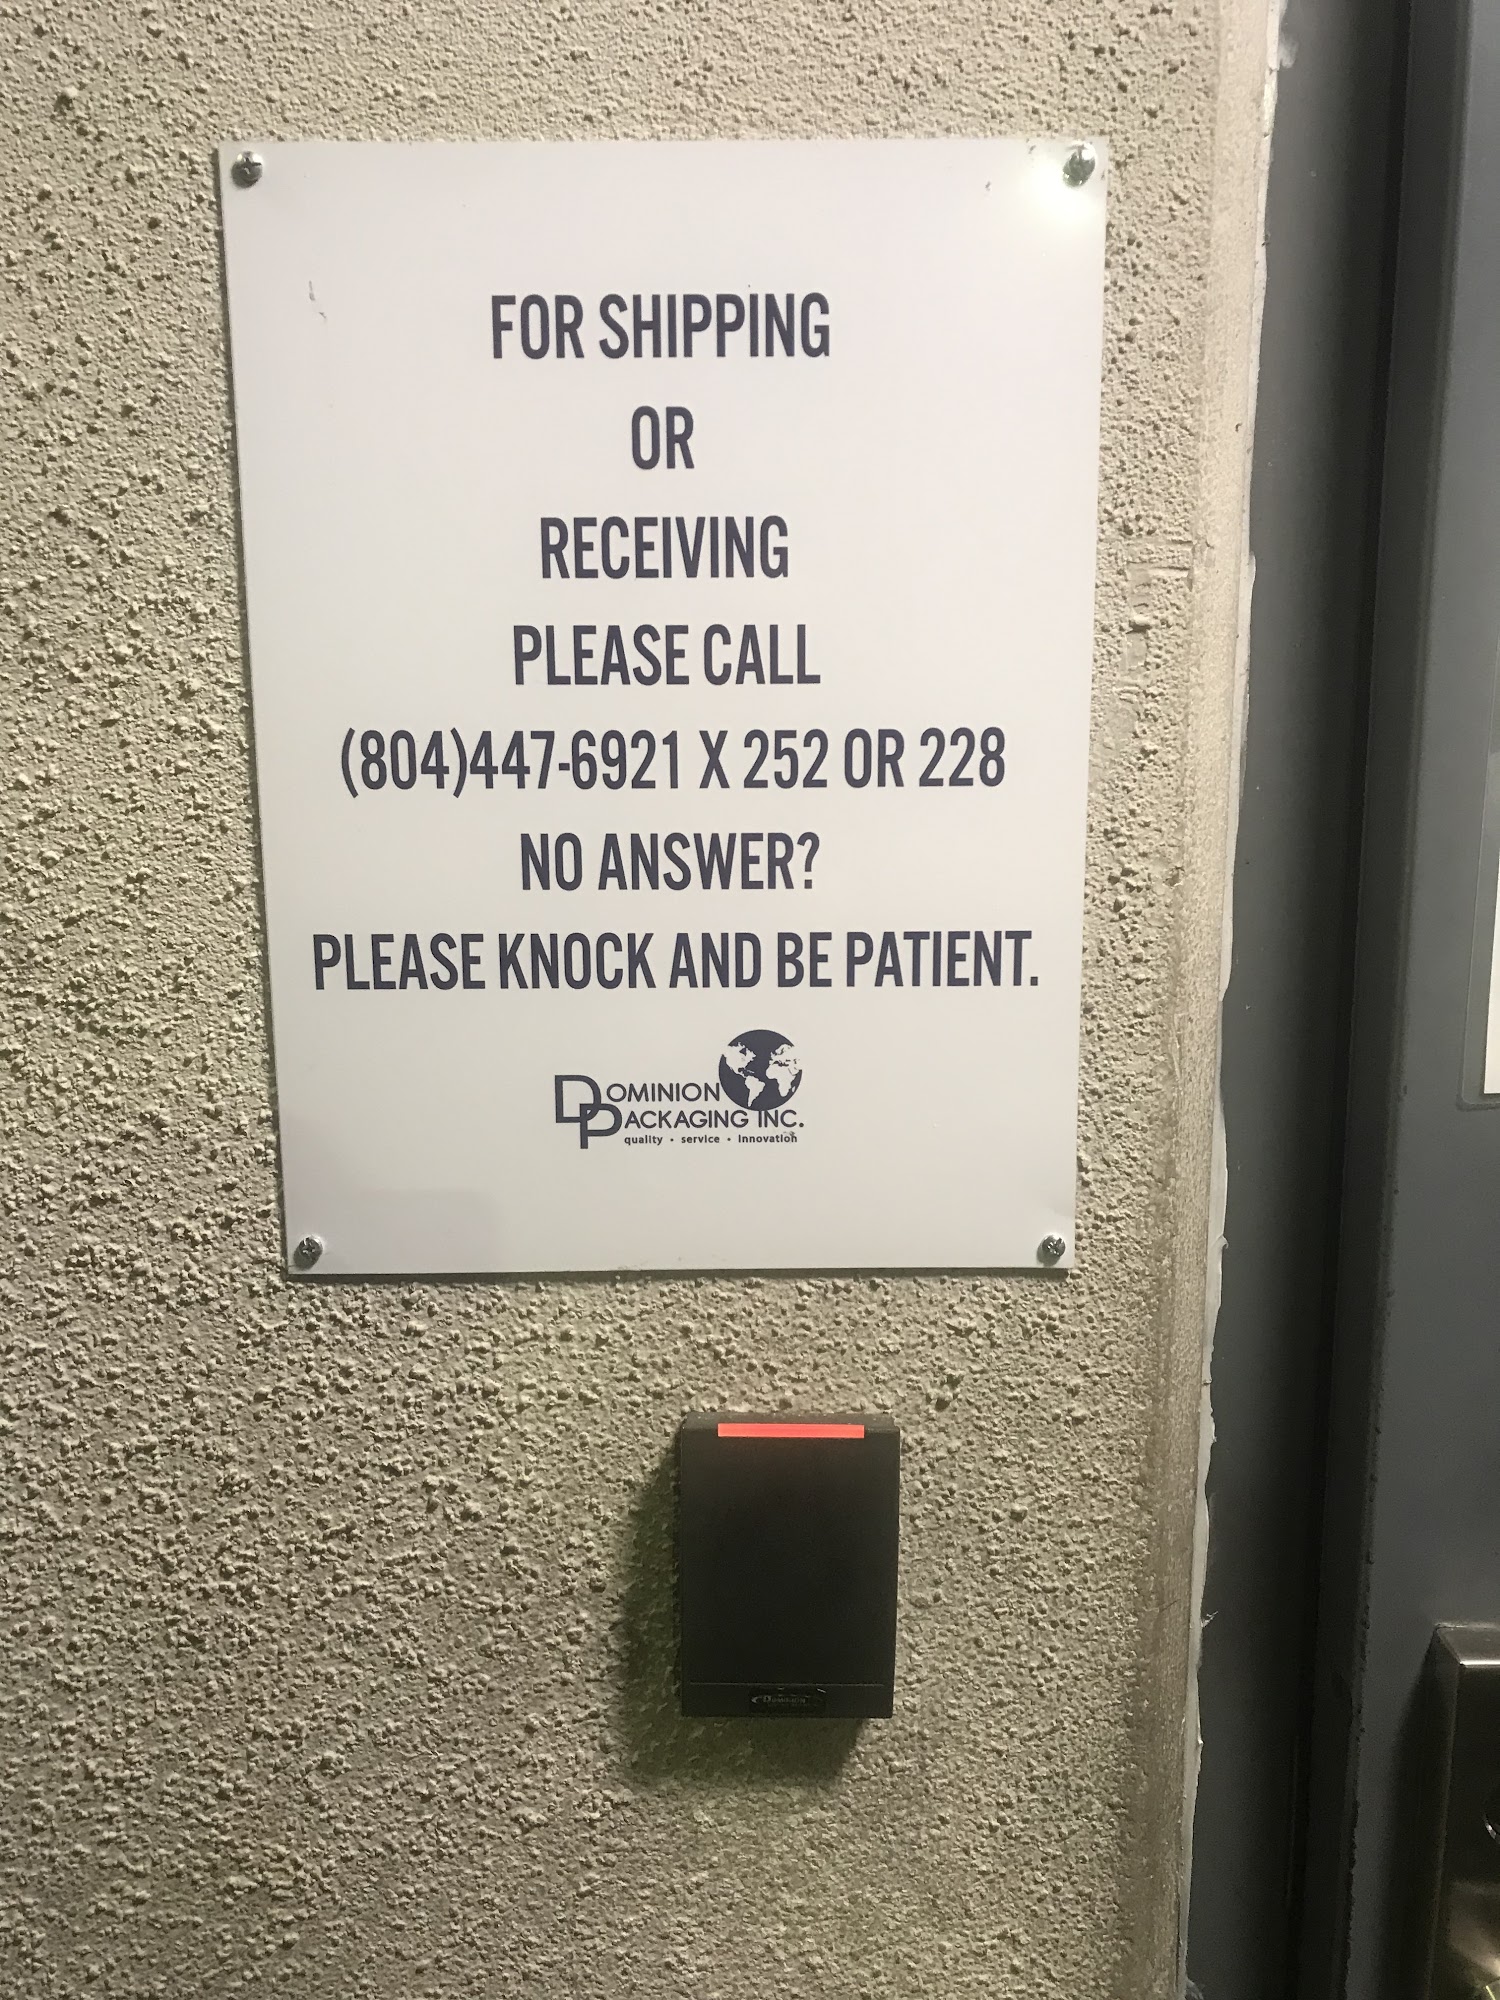 FOR SHIPPING
OR
RECEIVING
PLEASE CALL
(804)447-6921 X 252 OR 228
NO ANSWER?
PLEASE KNOCK AND BE PATIENT.
DOMINION
PACKAGING INC.
quality • service • innovation
DOMINION